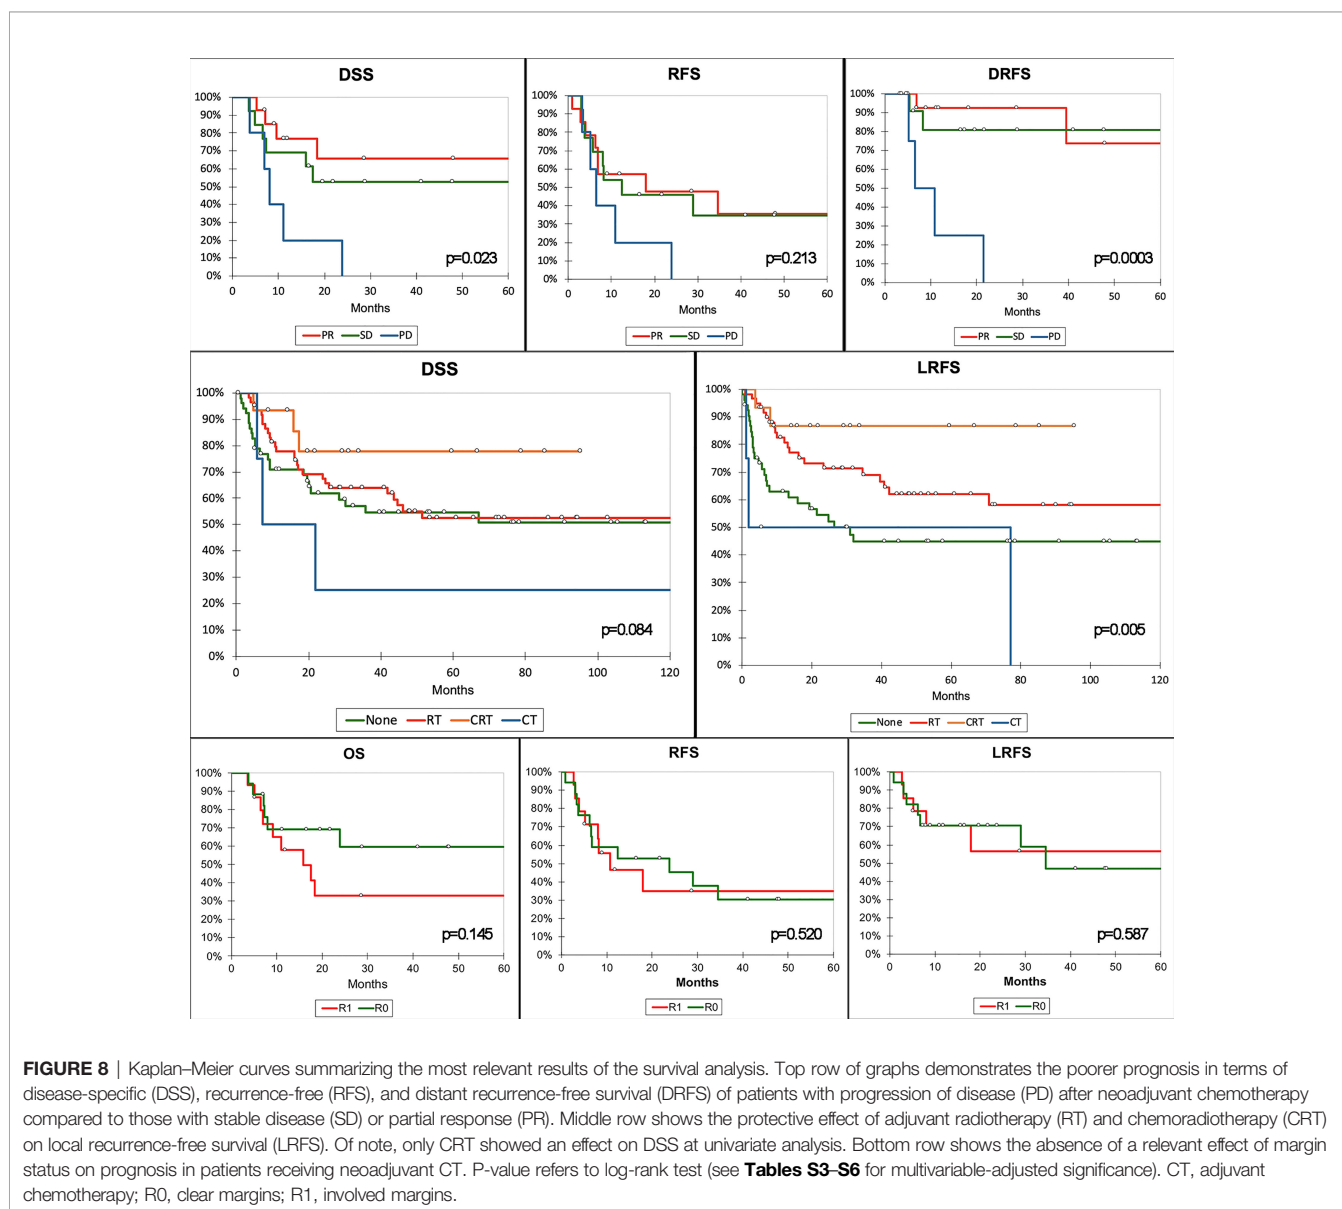 DSS
RFS
DRFS
100%
90%
80%
70%
60%
50%
40%
30%
20%
10%
0%
0 10 20 30 40 50 60
Months
p=0.023
PR SD PD
100%
90%
80%
70%
60%
50%
40%
30%
20%
10%
0%
0 10 20 30 40 50 60
Months
p=0.213
PR SD PD
100%
90%
80%
70%
60%
50%
40%
30%
20%
10%
0%
0 10 20 30 40 50 60
Months
p=0.0003
PR SD PD
DSS
100%
90%
80%
70%
60%
50%
40%
30%
20%
10%
0%
0 20 40 60 80 100 120
Months
p=0.084
None RT CRT CT
LRFS
100%
90%
80%
70%
60%
50%
40%
30%
20%
10%
0%
0 20 40 60 80 100 120
Months
p=0.005
None RT CRT CT
OS
100%
90%
80%
70%
60%
50%
40%
30%
20%
10%
0%
0 10 20 30 40 50 60
Months
p=0.145
R1 R0
RFS
100%
90%
80%
70%
60%
50%
40%
30%
20%
10%
0%
0 10 20 30 40 50 60
Months
p=0.520
R1 R0
LRFS
100%
90%
80%
70%
60%
50%
40%
30%
20%
10%
0%
0 10 20 30 40 50 60
Months
p=0.587
R1 R0
FIGURE 8 | Kaplan–Meier curves summarizing the most relevant results of the survival analysis. Top row of graphs demonstrates the poorer prognosis in terms of
disease-specific (DSS), recurrence-free (RFS), and distant recurrence-free survival (DRFS) of patients with progression of disease (PD) after neoadjuvant chemotherapy
compared to those with stable disease (SD) or partial response (PR). Middle row shows the protective effect of adjuvant radiotherapy (RT) and chemoradiotherapy (CRT)
on local recurrence-free survival (LRFS). Of note, only CRT showed an effect on DSS at univariate analysis. Bottom row shows the absence of a relevant effect of margin
status on prognosis in patients receiving neoadjuvant CT. P-value refers to log-rank test (see Tables S3–S6 for multivariable-adjusted significance). CT, adjuvant
chemotherapy; R0, clear margins; R1, involved margins.